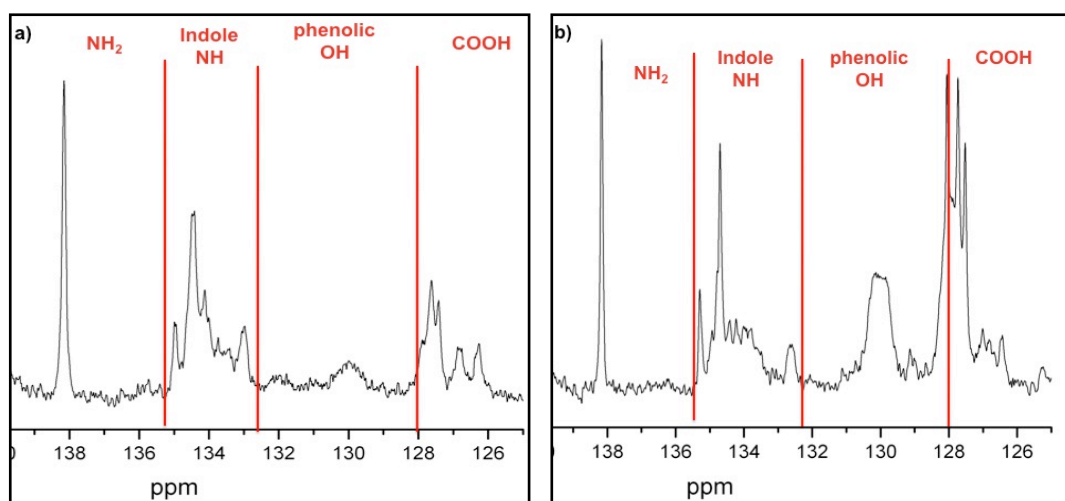 a)
NH₂
Indole
NH
phenolic
OH
COOH
0 138 136 134 132 130 128 126
ppm
b)
NH₂
Indole
NH
phenolic
OH
COOH
138 136 134 132 130 128 126
ppm